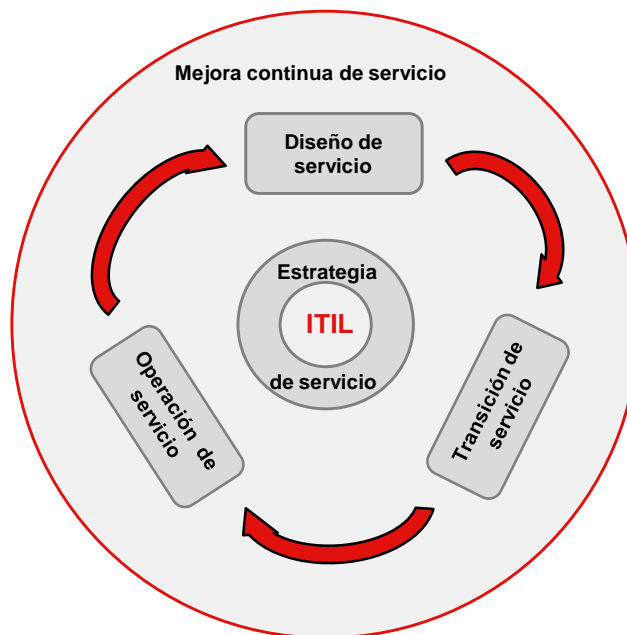 Mejora continua de servicio
Diseño de
servicio
Estrategia
ITIL
de servicio
Operación de
servicio
Transición de
servicio